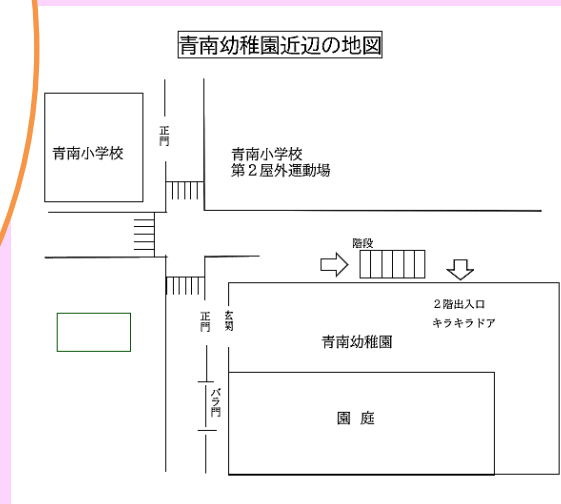 青南幼稚園近辺の地図
正門
青南小学校
青南小学校
第２屋外運動場
階段
２階出入口
キラキラドア
正門
玄関
青南幼稚園
バラ門
園 庭